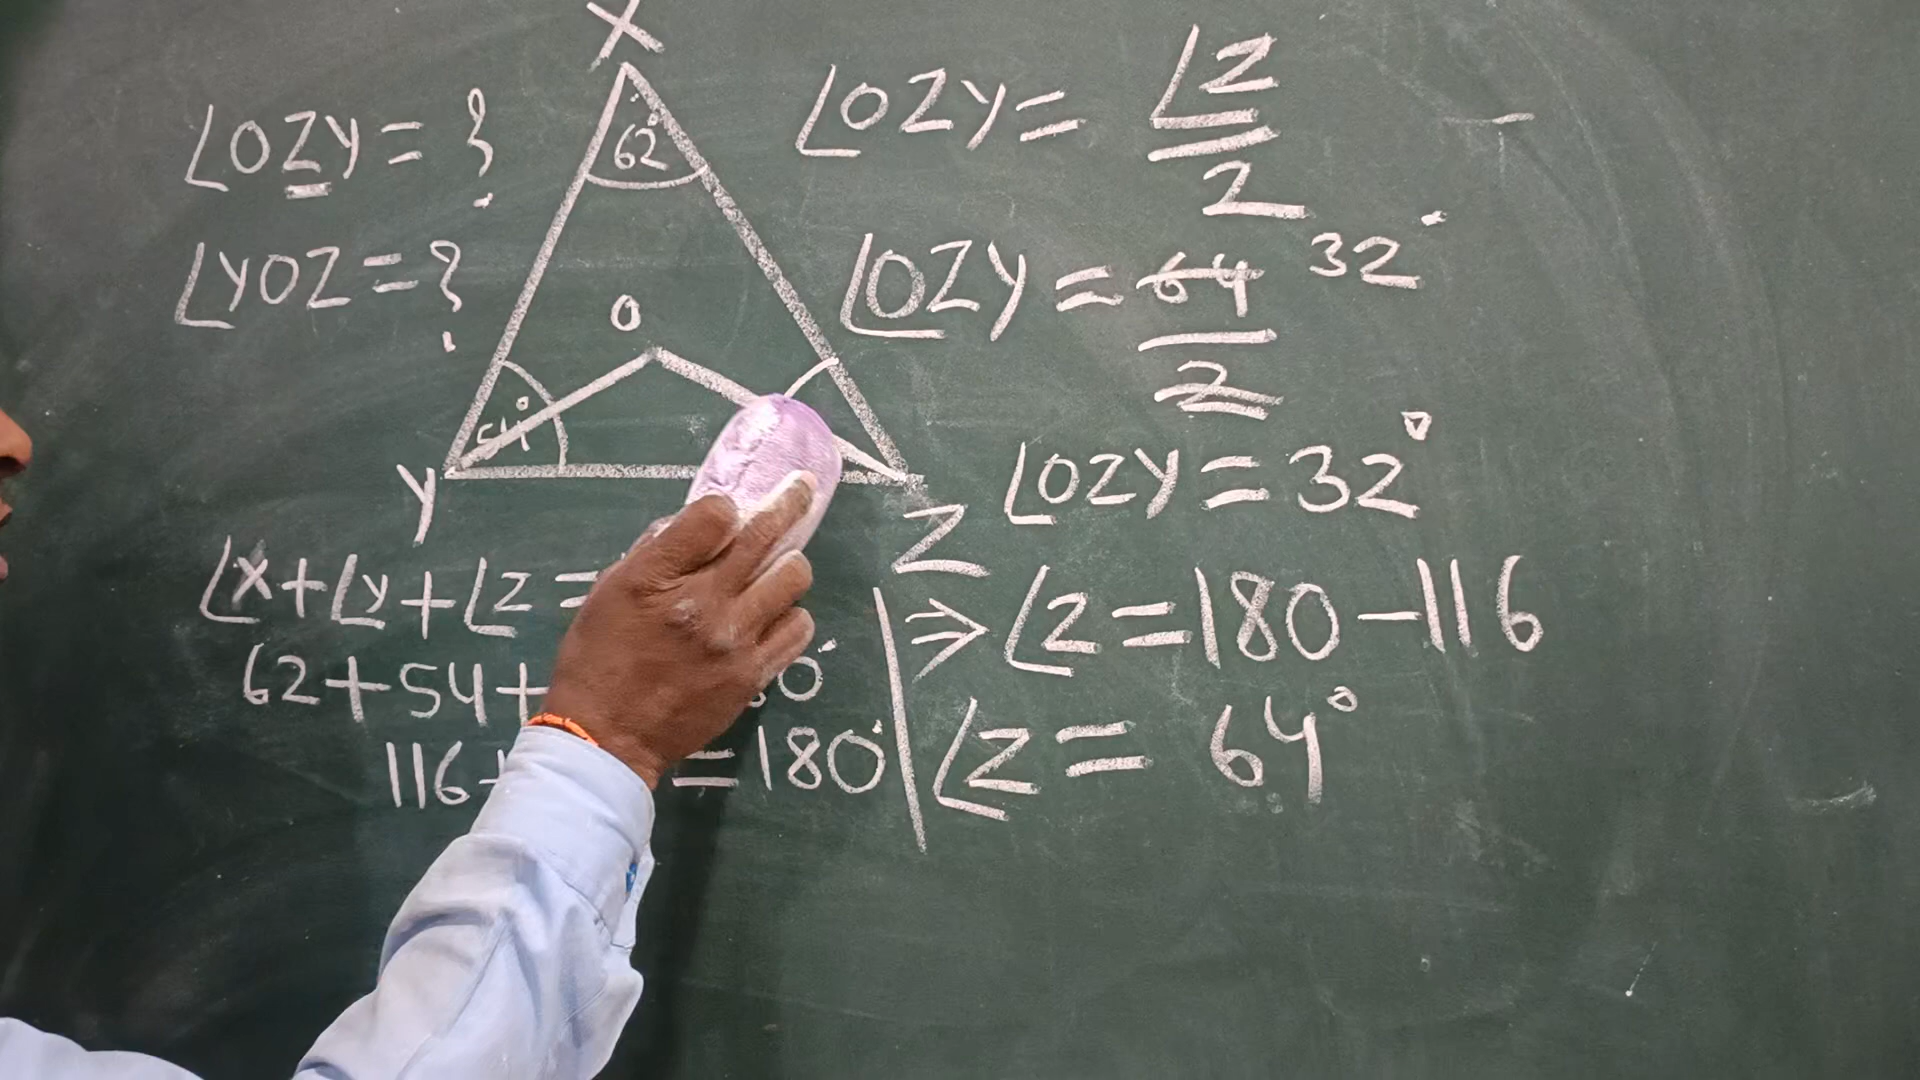 X
62°
∠OZY = ?
∠YOZ = ?
O
54°
Y
Z
∠OZY = ∠Z/2
∠OZY = 64/2 32°
∠OZY = 32°
∠x + ∠y + ∠z =
62 + 54 +
116 + = 180°
⇒ ∠z = 180 - 116
∠z = 64°